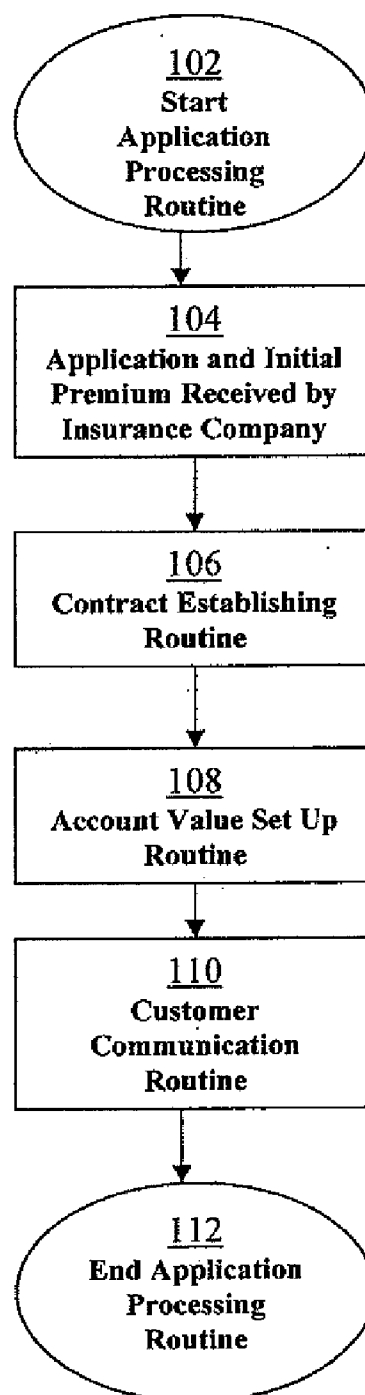 102
Start
Application
Processing
Routine
104
Application and Initial
Premium Received by
Insurance Company
106
Contract Establishing
Routine
108
Account Value Set Up
Routine
110
Customer
Communication
Routine
112
End Application
Processing
Routine